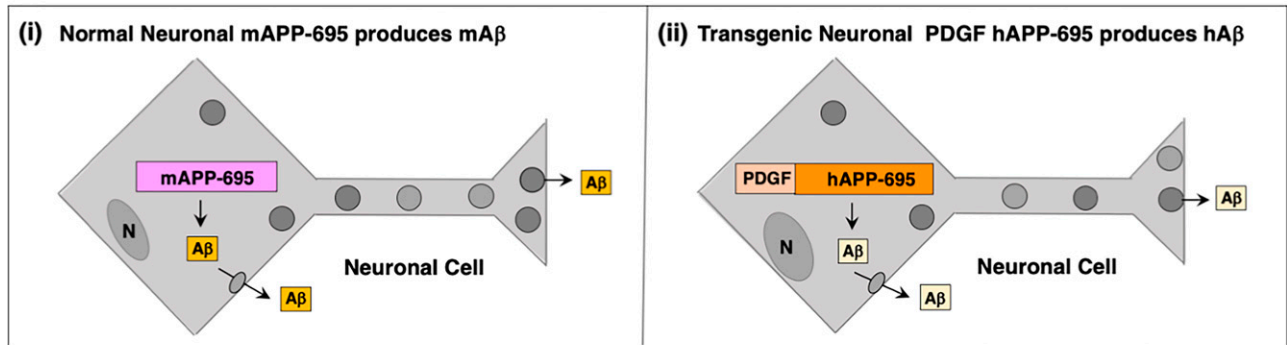 (i) Normal Neuronal mAPP-695 produces mAβ
mAPP-695
N
Aβ
Aβ
Aβ
Neuronal Cell
(ii) Transgenic Neuronal PDGF hAPP-695 produces hAβ
PDGF hAPP-695
N
Aβ
Aβ
Aβ
Neuronal Cell